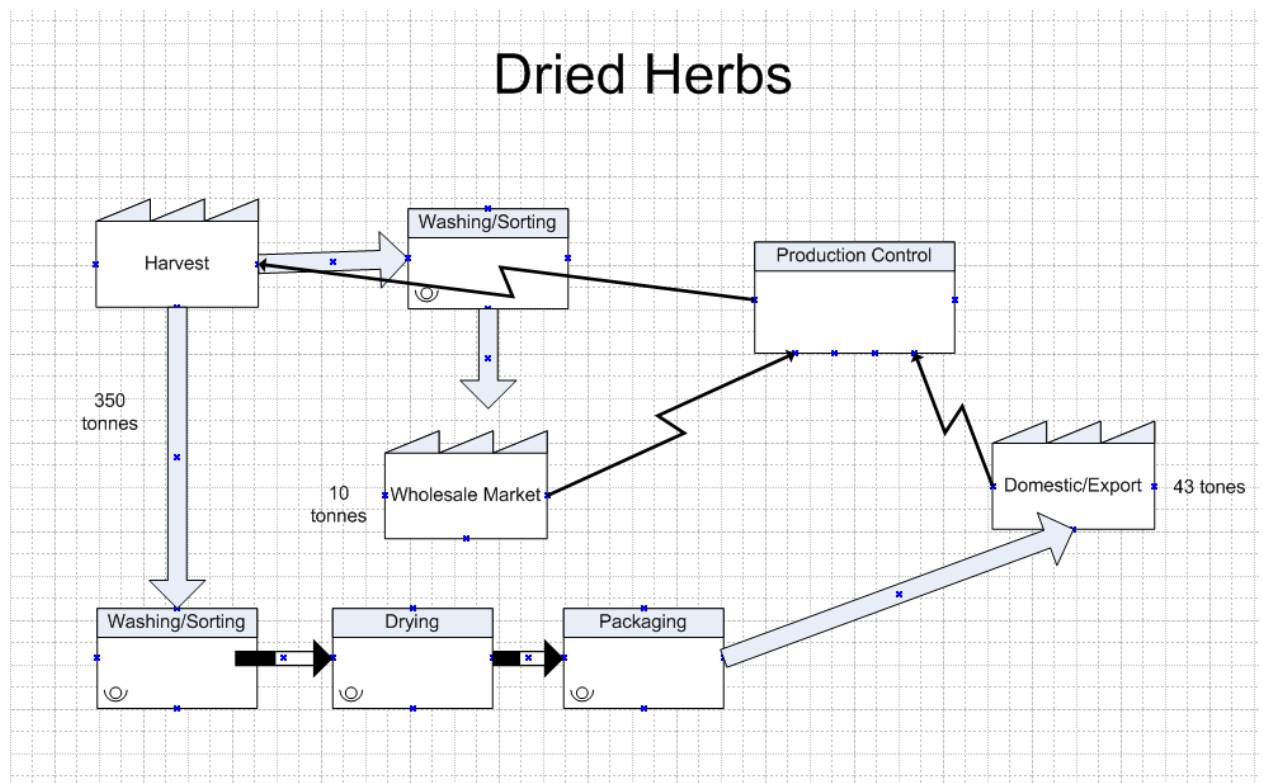 Dried Herbs
Washing/Sorting
Harvest
Production Control
350
tonnes
10
tonnes
Wholesale Market
Domestic/Export
43 tones
Washing/Sorting
Drying
Packaging